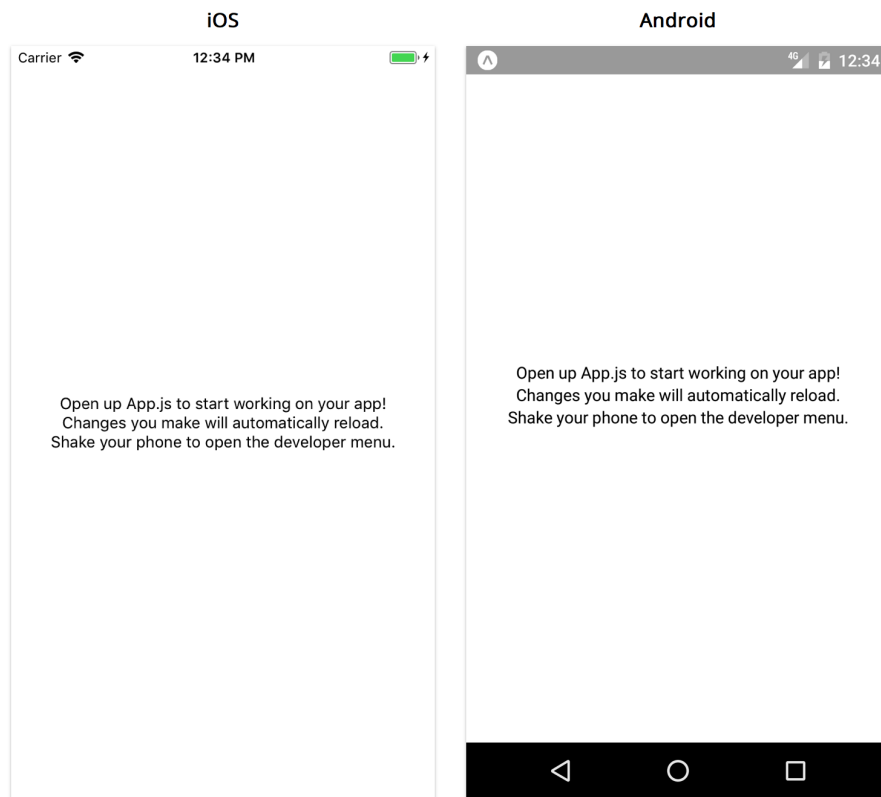 iOS
Android
Carrier
12:34 PM
4G
12:34
Open up App.js to start working on your app!
Changes you make will automatically reload.
Shake your phone to open the developer menu.
Open up App.js to start working on your app!
Changes you make will automatically reload.
Shake your phone to open the developer menu.